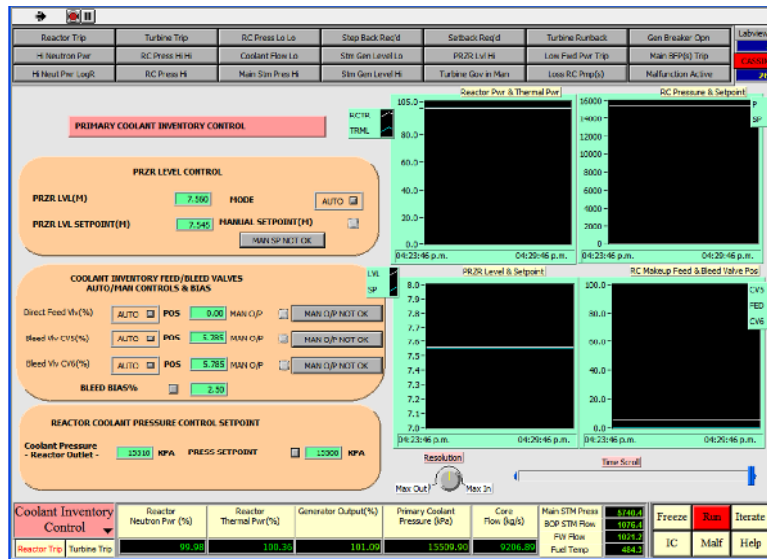 Reactor Trip Turbine Trip RC Press Lo Lo Step Back Req'd Setback Req'd Turbine Runback Gen Breaker Opn Labview
Hi Neutron Pwr RC Press Hi Hi Coolant Flow Lo Stm Gen Level Lo PRZR Lvl Hi Low Fwd Pwr Trip Main BFP(s) Trip
Hi Neut Pwr LogR RC Press Hi Main Stm Pres Hi Stm Gen Level Hi Turbine Gov in Man Loss RC Pmp(s) Malfunction Active
Reactor Pwr & Thermal Pwr
RC Pressure & Setpoint
PRIMARY COOLANT INVENTORY CONTROL
RCTR
TRML
105.0
80.0
60.0
40.0
20.0
0.0
04:23:46 p.m. 04:29:46 p.m.
16000
14000
12000
10000
8000
6000
4000
2000
0
P
SP
04:23:46 p.m. 04:29:46 p.m.
PRZR LEVEL CONTROL
PRZR LVL(M) 7.560 MODE AUTO
PRZR LVL SETPOINT(M) 7.545 MANUAL SETPOINT(M)
MAN SP NOT OK
COOLANT INVENTORY FEED/BLEED VALVES
AUTO/MAN CONTROLS & BIAS
Direct Feed Vlv(%) AUTO POS 0.00 MAN O/P MAN O/P NOT OK
Bleed Vlv CV5(%) AUTO POS 5.785 MAN O/P MAN O/P NOT OK
Bleed Vlv CV6(%) AUTO POS 5.785 MAN O/P MAN O/P NOT OK
BLEED BIAS% 2.50
PRZR Level & Setpoint
LVL
SP
8.0
7.9
7.8
7.7
7.6
7.5
7.4
7.3
7.2
7.1
7.0
04:23:46 p.m. 04:29:46 p.m.
RC Makeup Feed & Bleed Valve Pos
100.0
80.0
60.0
40.0
20.0
0.0
CV5
FED
CV6
04:23:46 p.m. 04:29:46 p.m.
REACTOR COOLANT PRESSURE CONTROL SETPOINT
Coolant Pressure
- Reactor Outlet - 15310 KPA PRESS SETPOINT 15300 KPA
Resolution
Max Out Max In
Time Scroll
Coolant Inventory
Control
Reactor Trip Turbine Trip
Reactor
Neutron Pwr (%)
99.98
Reactor
Thermal Pwr(%)
100.36
Generator Output(%)
101.09
Primary Coolant
Pressure (kPa)
15509.90
Core
Flow (kg/s)
9206.89
Main STM Press 5740.4
BOP STM Flow 1076.4
FW Flow 1021.2
Fuel Temp 484.3
Freeze Run Iterate
IC Malf Help